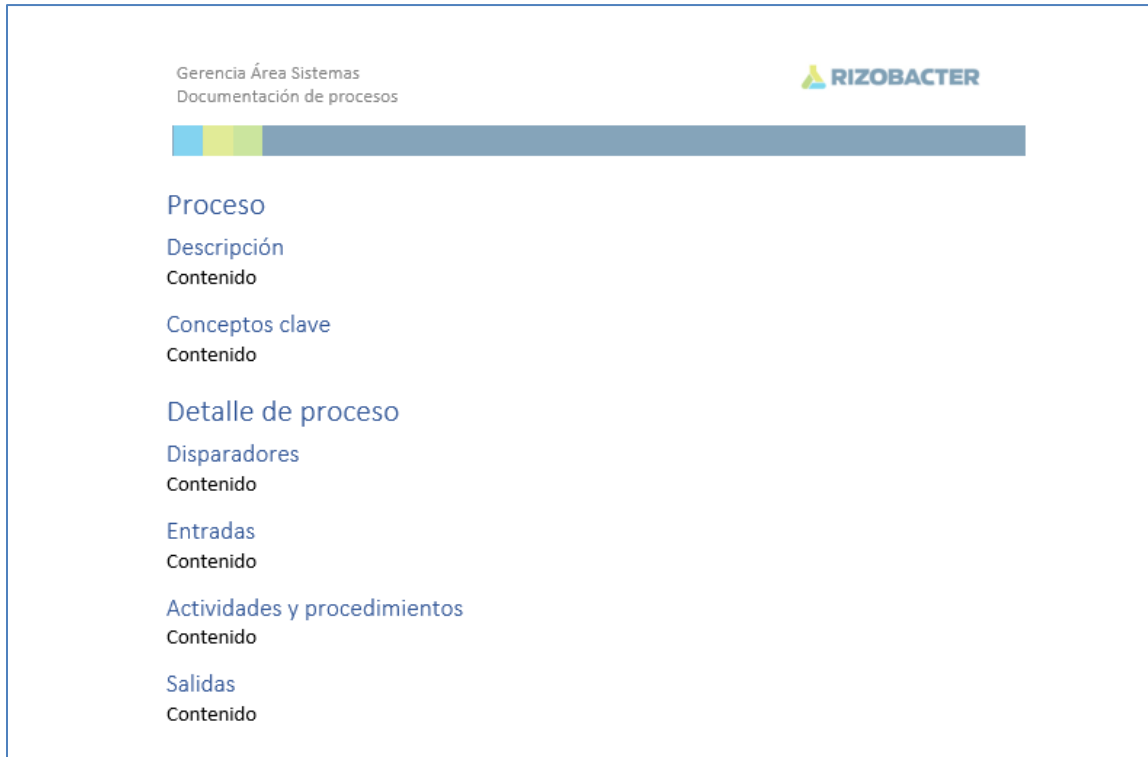 Gerencia Área Sistemas
Documentación de procesos
RIZOBACTER
Proceso
Descripción
Contenido
Conceptos clave
Contenido
Detalle de proceso
Disparadores
Contenido
Entradas
Contenido
Actividades y procedimientos
Contenido
Salidas
Contenido